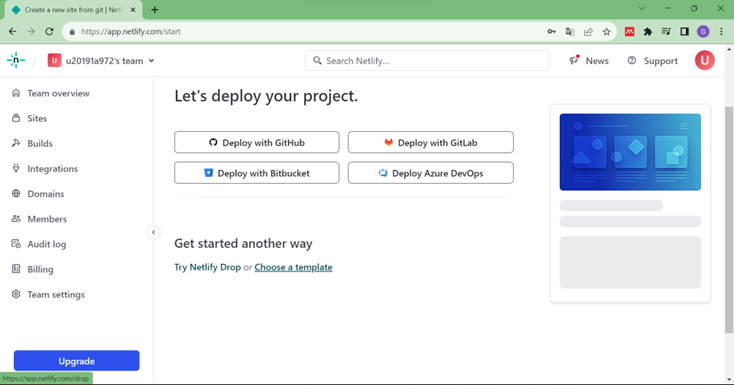 Create a new site from git | Netl
https://app.netlify.com/start
G
U u20191a972's team
Search Netlify...
News
Support
U
Team overview
Sites
Builds
Integrations
Domains
Members
Audit log
Billing
Team settings
Upgrade
Let's deploy your project.
Deploy with GitHub
Deploy with GitLab
Deploy with Bitbucket
Deploy Azure DevOps
Get started another way
Try Netlify Drop or Choose a template
https://app.netlify.com/drop